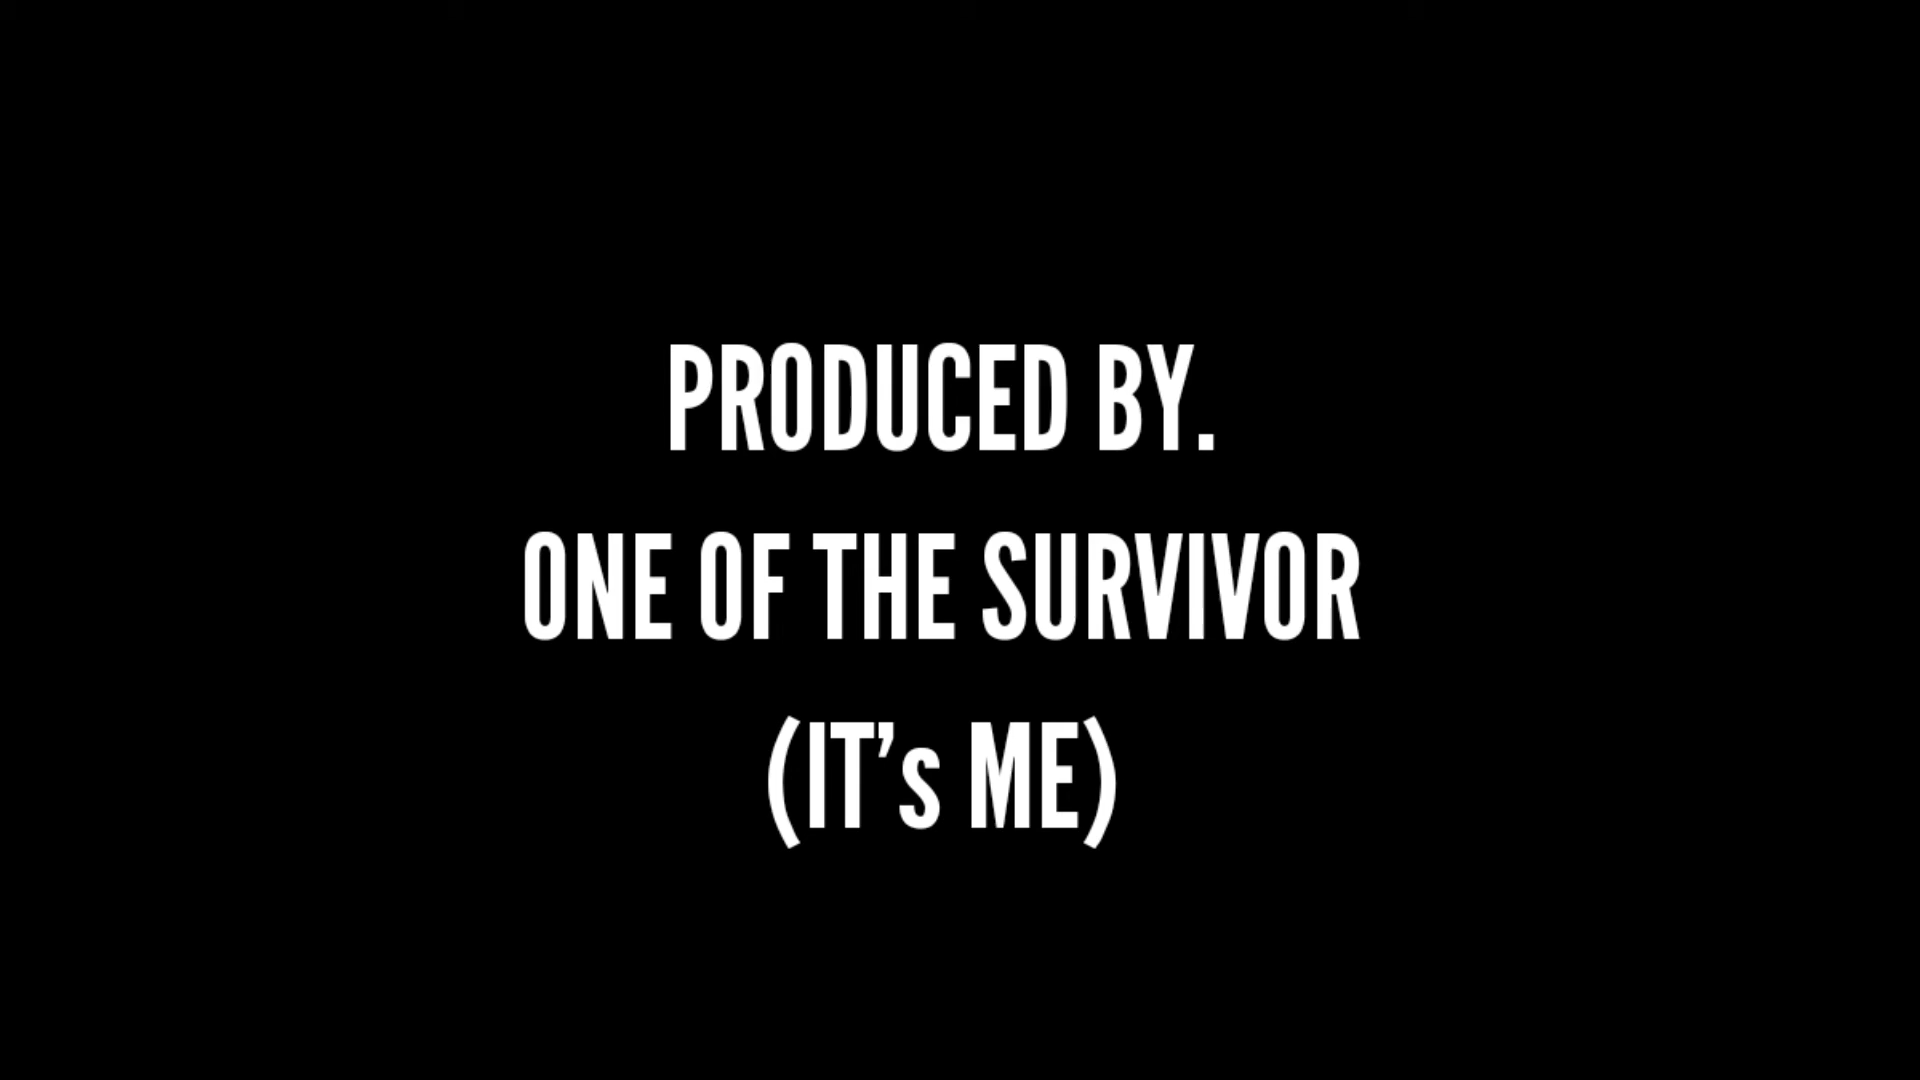 PRODUCED BY.
ONE OF THE SURVIVOR
(IT’s ME)